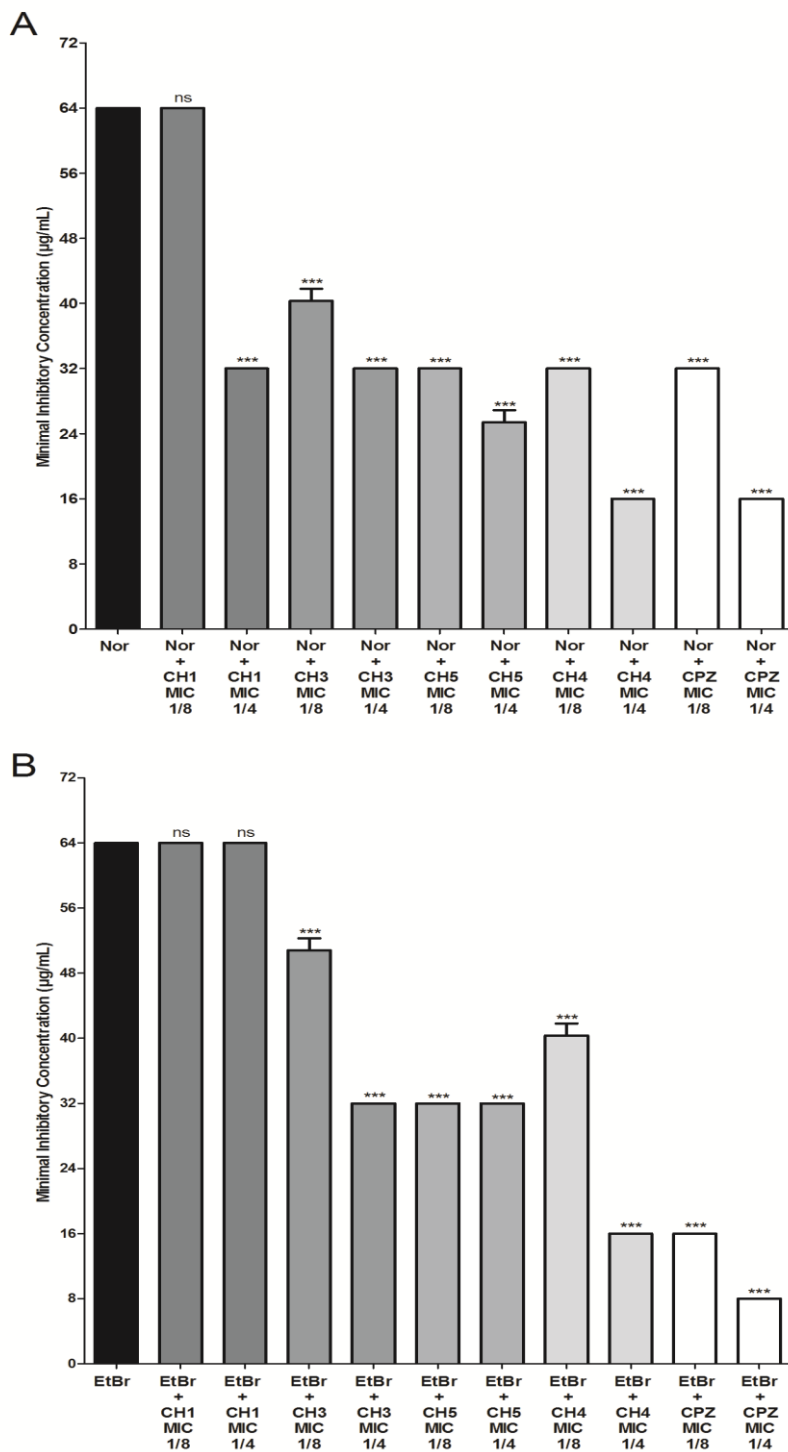 A
Minimal Inhibitory Concentration (µg/mL)
72
64
56
48
40
32
24
16
8
0
ns
***
***
***
***
***
***
***
***
***
Nor
Nor + CH1 MIC 1/8
Nor + CH1 MIC 1/4
Nor + CH3 MIC 1/8
Nor + CH3 MIC 1/4
Nor + CH5 MIC 1/8
Nor + CH5 MIC 1/4
Nor + CH4 MIC 1/8
Nor + CH4 MIC 1/4
Nor + CPZ MIC 1/8
Nor + CPZ MIC 1/4
B
Minimal Inhibitory Concentration (µg/mL)
72
64
56
48
40
32
24
16
8
0
ns
ns
***
***
***
***
***
***
***
***
EtBr
EtBr + CH1 MIC 1/8
EtBr + CH1 MIC 1/4
EtBr + CH3 MIC 1/8
EtBr + CH3 MIC 1/4
EtBr + CH5 MIC 1/8
EtBr + CH5 MIC 1/4
EtBr + CH4 MIC 1/8
EtBr + CH4 MIC 1/4
EtBr + CPZ MIC 1/8
EtBr + CPZ MIC 1/4